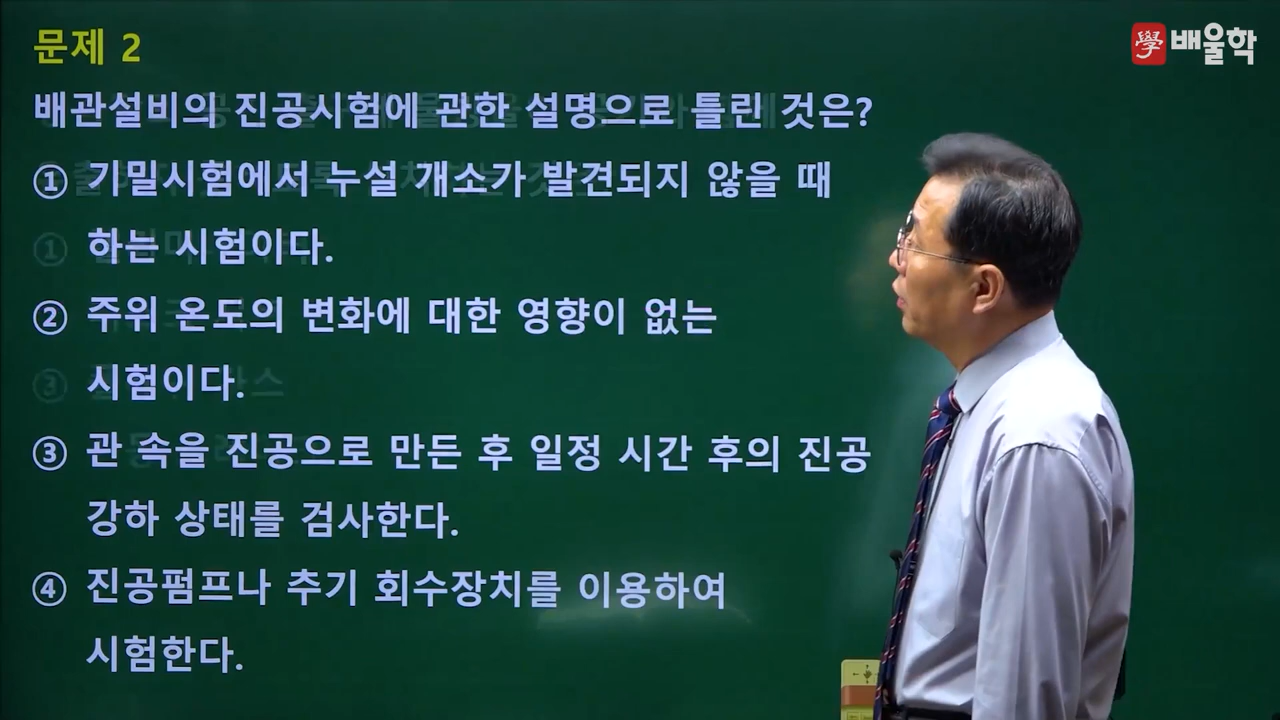 문제 2
學 배울학
배관설비의 진공시험에 관한 설명으로 틀린 것은?
① 기밀시험에서 누설 개소가 발견되지 않을 때
하는 시험이다.
② 주위 온도의 변화에 대한 영향이 없는
시험이다.
③ 관 속을 진공으로 만든 후 일정 시간 후의 진공
강하 상태를 검사한다.
④ 진공펌프나 추기 회수장치를 이용하여
시험한다.